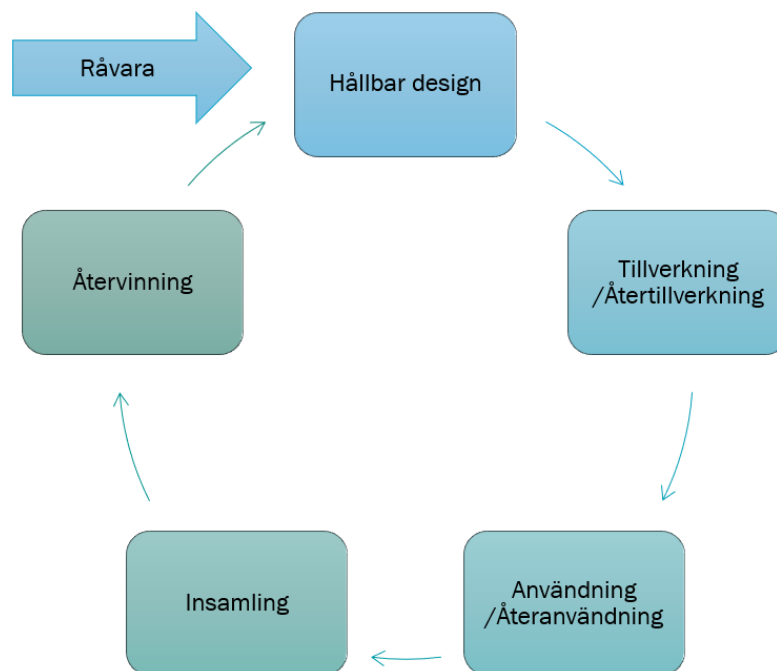 Råvara
Hållbar design
Tillverkning
/Återtillverkning
Användning
/Återanvändning
Insamling
Återvinning